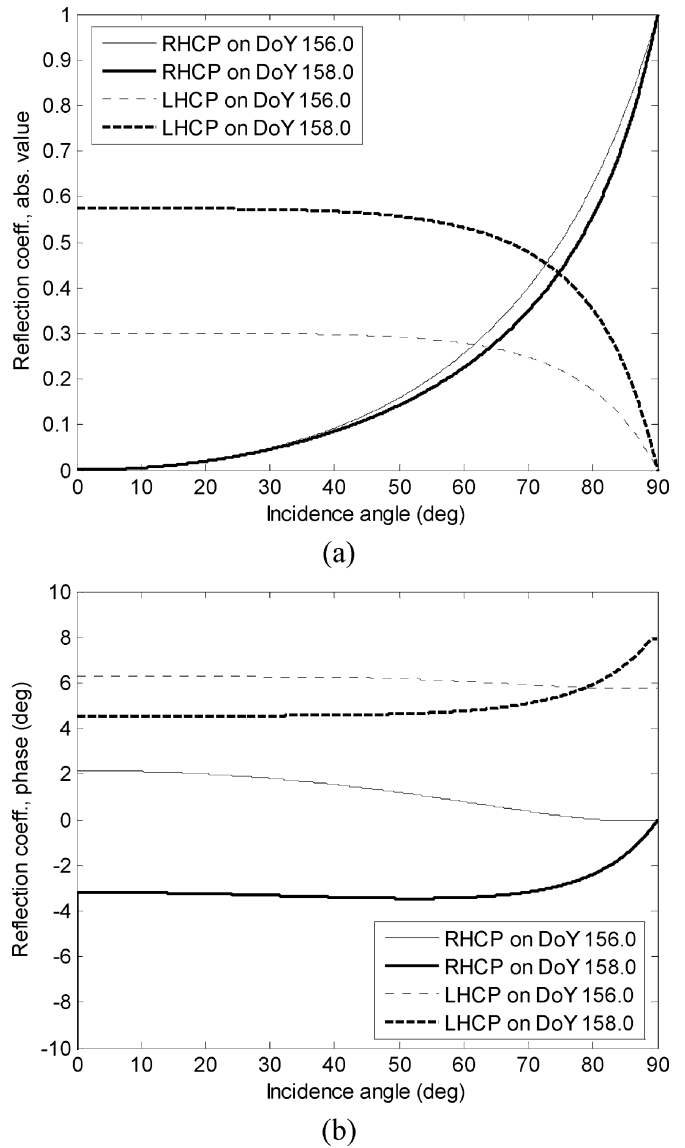 1
0.9
0.8
0.7
0.6
0.5
0.4
0.3
0.2
0.1
0
Reflection coeff., abs. value
RHCP on DoY 156.0
RHCP on DoY 158.0
LHCP on DoY 156.0
LHCP on DoY 158.0
0 10 20 30 40 50 60 70 80 90
Incidence angle (deg)
(a)
10
8
6
4
2
0
-2
-4
-6
-8
-10
Reflection coeff., phase (deg)
RHCP on DoY 156.0
RHCP on DoY 158.0
LHCP on DoY 156.0
LHCP on DoY 158.0
0 10 20 30 40 50 60 70 80 90
Incidence angle (deg)
(b)